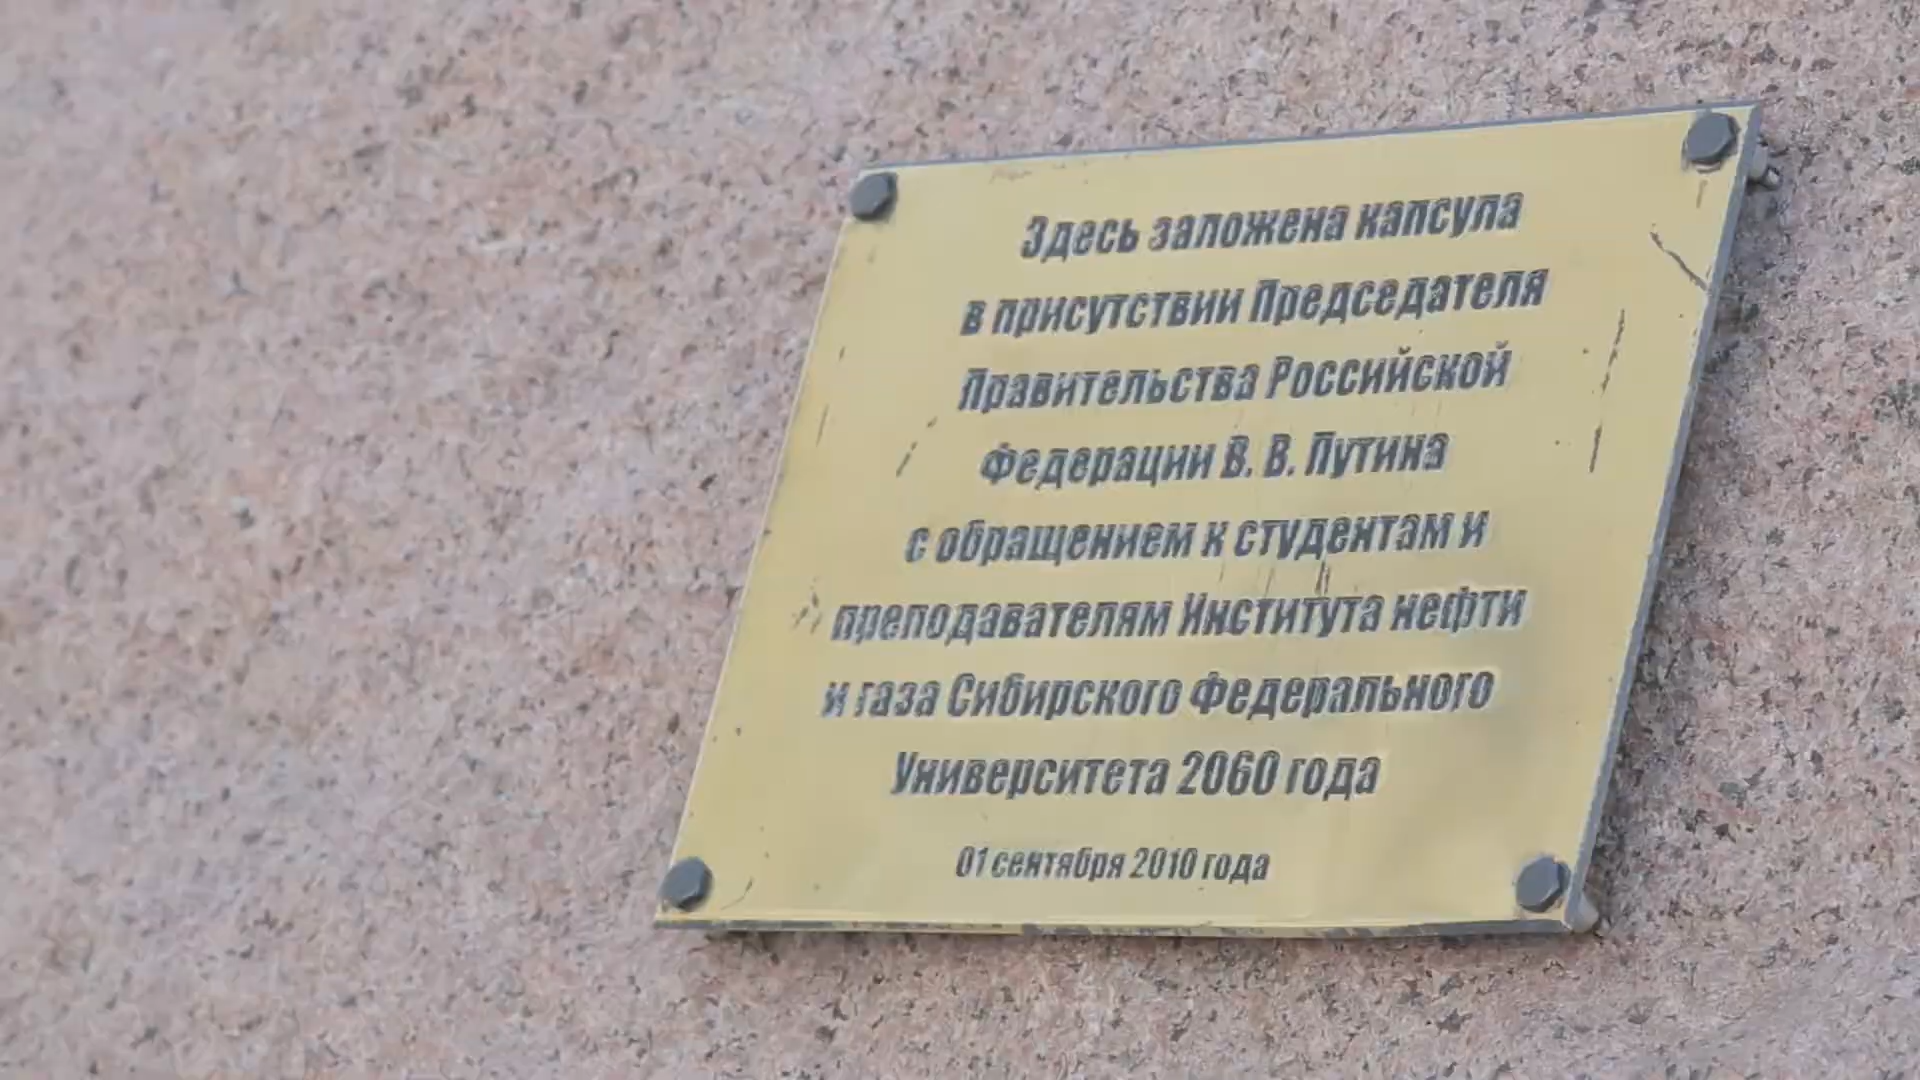 Здесь заложена капсула
в присутствии Председателя
Правительства Российской
Федерации В. В. Путина
с обращением к студентам и
преподавателям Института нефти
и газа Сибирского Федерального
Университета 2060 года
01 сентября 2010 года